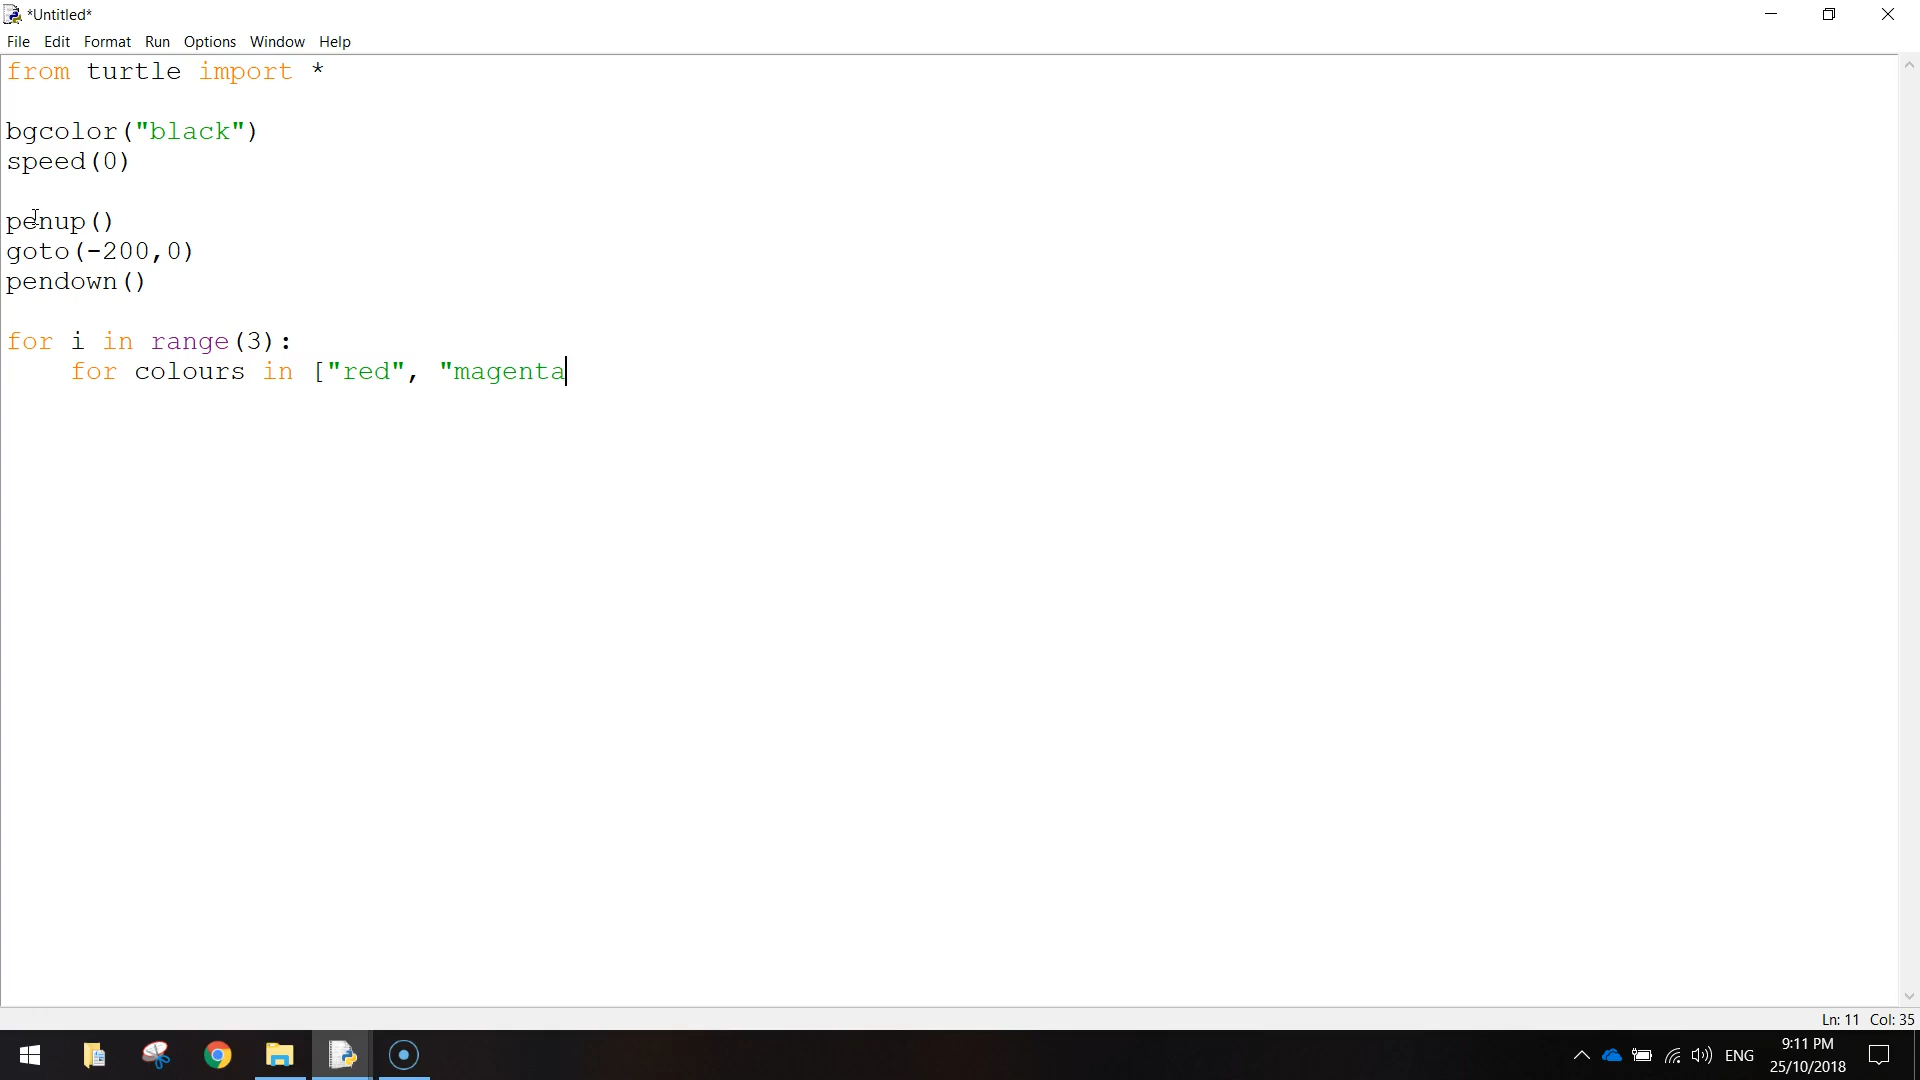 *Untitled*
File Edit Format Run Options Window Help
from turtle import *
bgcolor("black")
speed(0)
penup()
goto(-200,0)
pendown()
for i in range(3):
    for colours in ["red", "magenta
Ln: 11 Col: 35
ENG
9:11 PM
25/10/2018